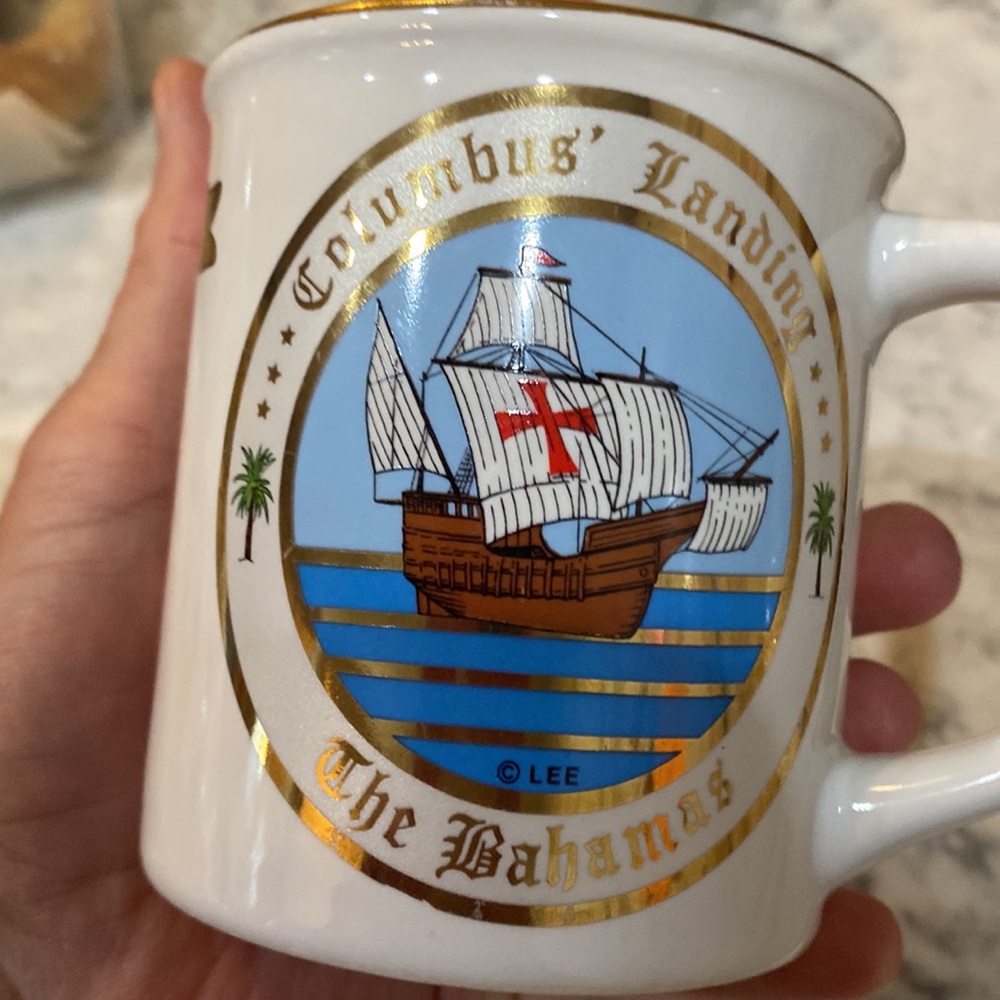 Columbus' Landing
© LEE
The Bahamas